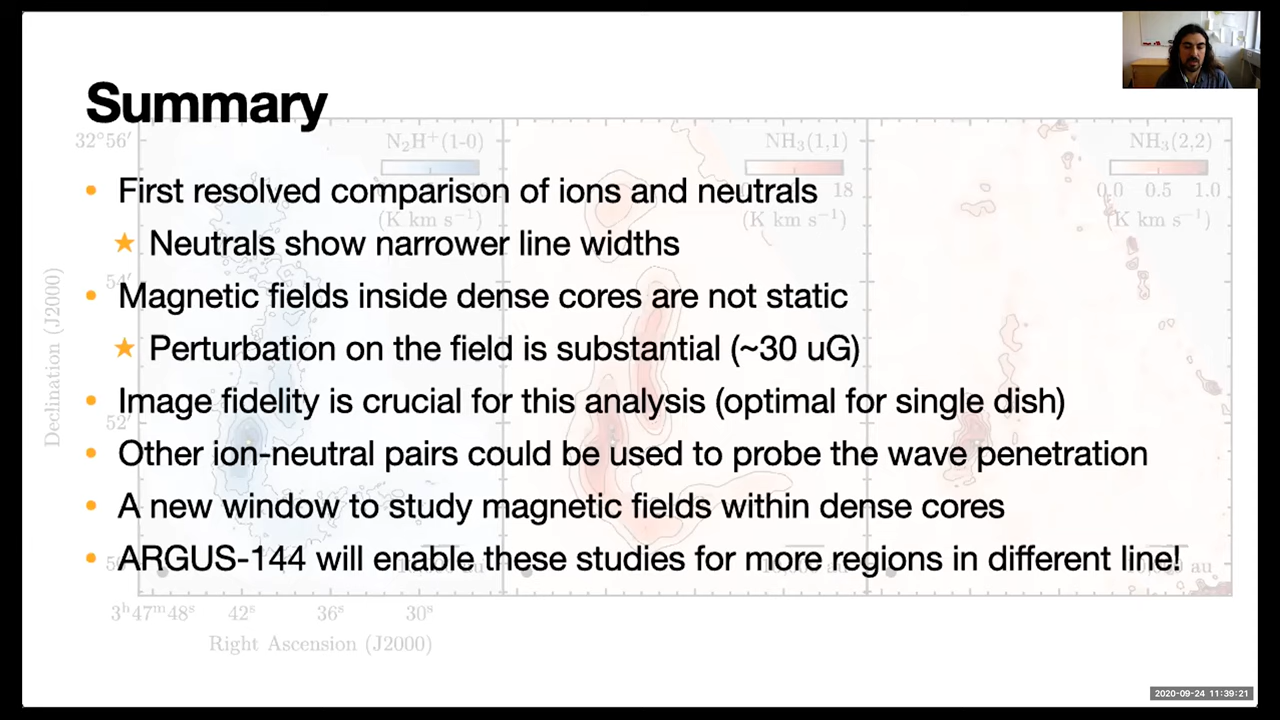 Summary
32°56′
N₂H⁺(1-0)
NH₃(1,1)
NH₃(2,2)
• First resolved comparison of ions and neutrals
18
0.0 0.5 1.0
(K km s⁻¹)
(K km s⁻¹)
(K km s⁻¹)
★ Neutrals show narrower line widths
54′
• Magnetic fields inside dense cores are not static
★ Perturbation on the field is substantial (~30 uG)
Declination (J2000)
• Image fidelity is crucial for this analysis (optimal for single dish)
52′
• Other ion-neutral pairs could be used to probe the wave penetration
• A new window to study magnetic fields within dense cores
• ARGUS-144 will enable these studies for more regions in different line!
au
3ʰ47ᵐ48ˢ 42ˢ 36ˢ 30ˢ
Right Ascension (J2000)
2020-09-24 11:39:21